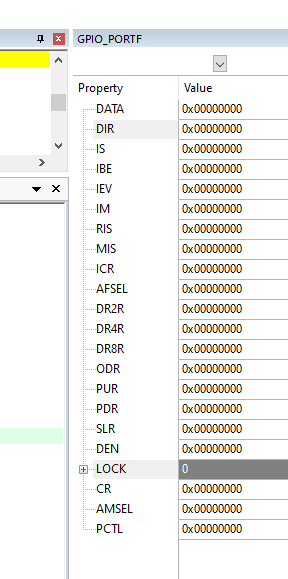 GPIO_PORTF
Property Value
DATA 0x00000000
DIR 0x00000000
IS 0x00000000
IBE 0x00000000
IEV 0x00000000
IM 0x00000000
RIS 0x00000000
MIS 0x00000000
ICR 0x00000000
AFSEL 0x00000000
DR2R 0x00000000
DR4R 0x00000000
DR8R 0x00000000
ODR 0x00000000
PUR 0x00000000
PDR 0x00000000
SLR 0x00000000
DEN 0x00000000
LOCK 0
CR 0x00000000
AMSEL 0x00000000
PCTL 0x00000000